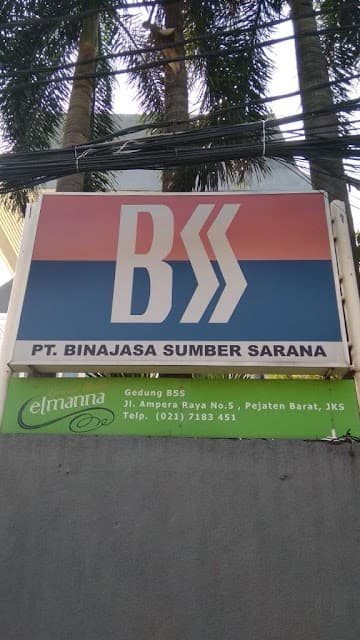 BSS
PT. BINAJASA SUMBER SARANA
elmanna
Gedung BSS
Jl. Ampera Raya No.5 , Pejaten Barat, JKS
Telp. (021) 7183 451